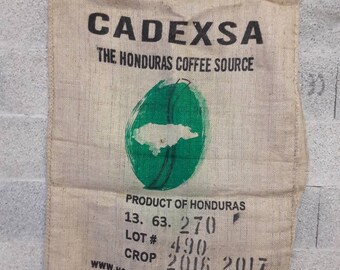 CADEXSA
THE HONDURAS COFFEE SOURCE
PRODUCT OF HONDURAS
13. 63. 270
LOT # 490
CROP 2016 2017